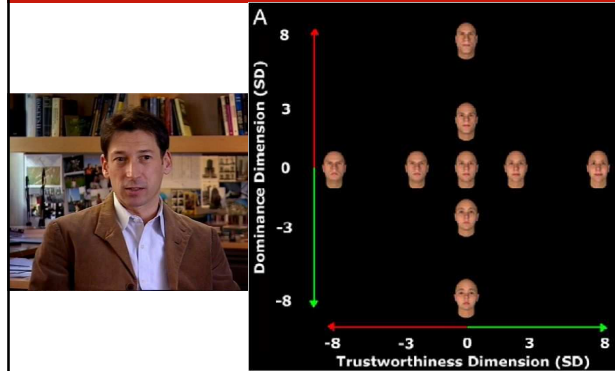 A
8
3
0
-3
-8
Dominance Dimension (SD)
-8 -3 0 3 8
Trustworthiness Dimension (SD)